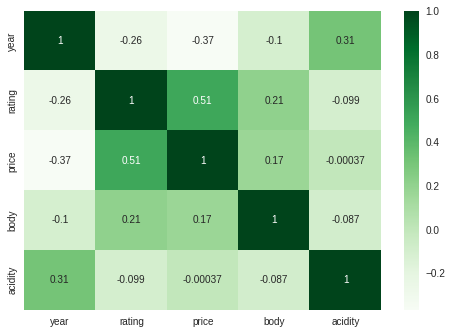 year 1 -0.26 -0.37 -0.1 0.31
rating -0.26 1 0.51 0.21 -0.099
price -0.37 0.51 1 0.17 -0.00037
body -0.1 0.21 0.17 1 -0.087
acidity 0.31 -0.099 -0.00037 -0.087 1
year rating price body acidity
1.0
0.8
0.6
0.4
0.2
0.0
-0.2